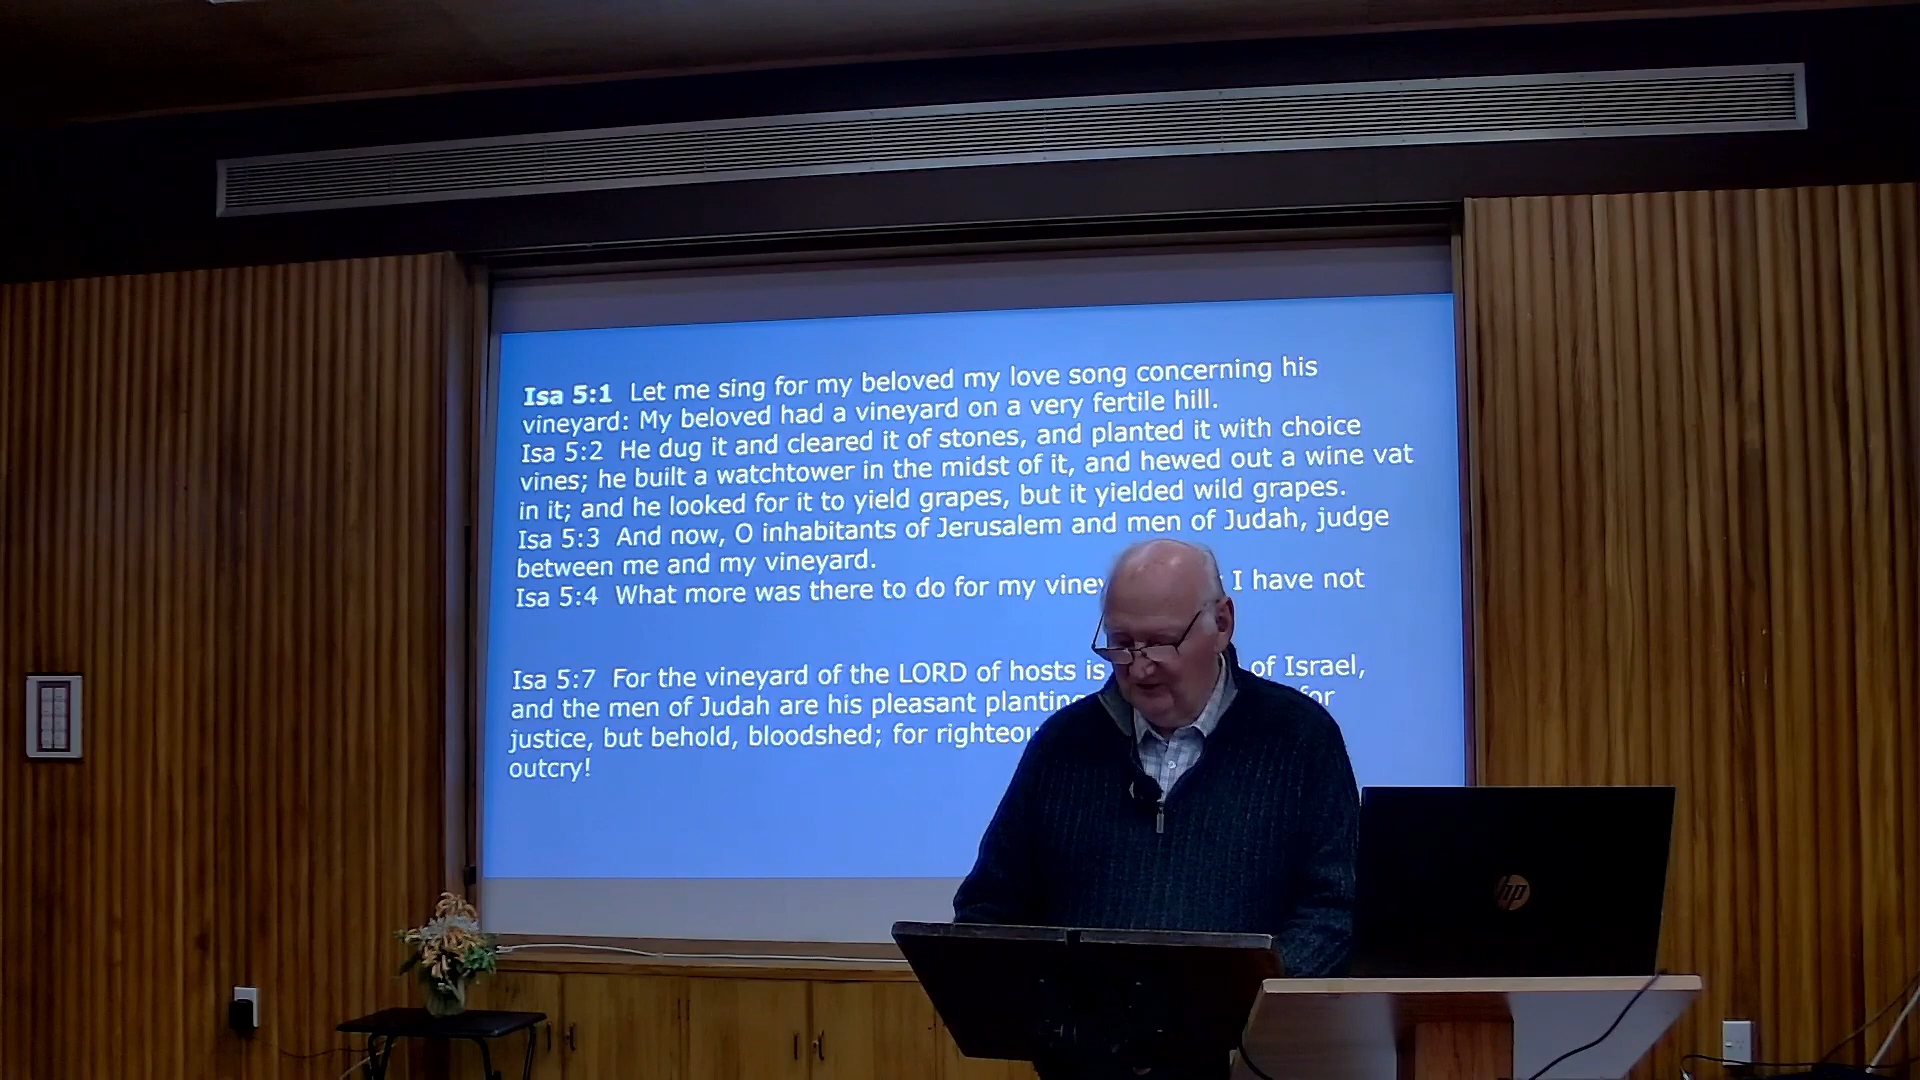 Isa 5:1 Let me sing for my beloved my love song concerning his
vineyard: My beloved had a vineyard on a very fertile hill.
Isa 5:2 He dug it and cleared it of stones, and planted it with choice
vines; he built a watchtower in the midst of it, and hewed out a wine vat
in it; and he looked for it to yield grapes, but it yielded wild grapes.
Isa 5:3 And now, O inhabitants of Jerusalem and men of Judah, judge
between me and my vineyard.
Isa 5:4 What more was there to do for my I have not
Isa 5:7 For the vineyard of the LORD of hosts is of Israel,
and the men of Judah are his pleasant for
justice, but behold, bloodshed; for
outcry!
hp